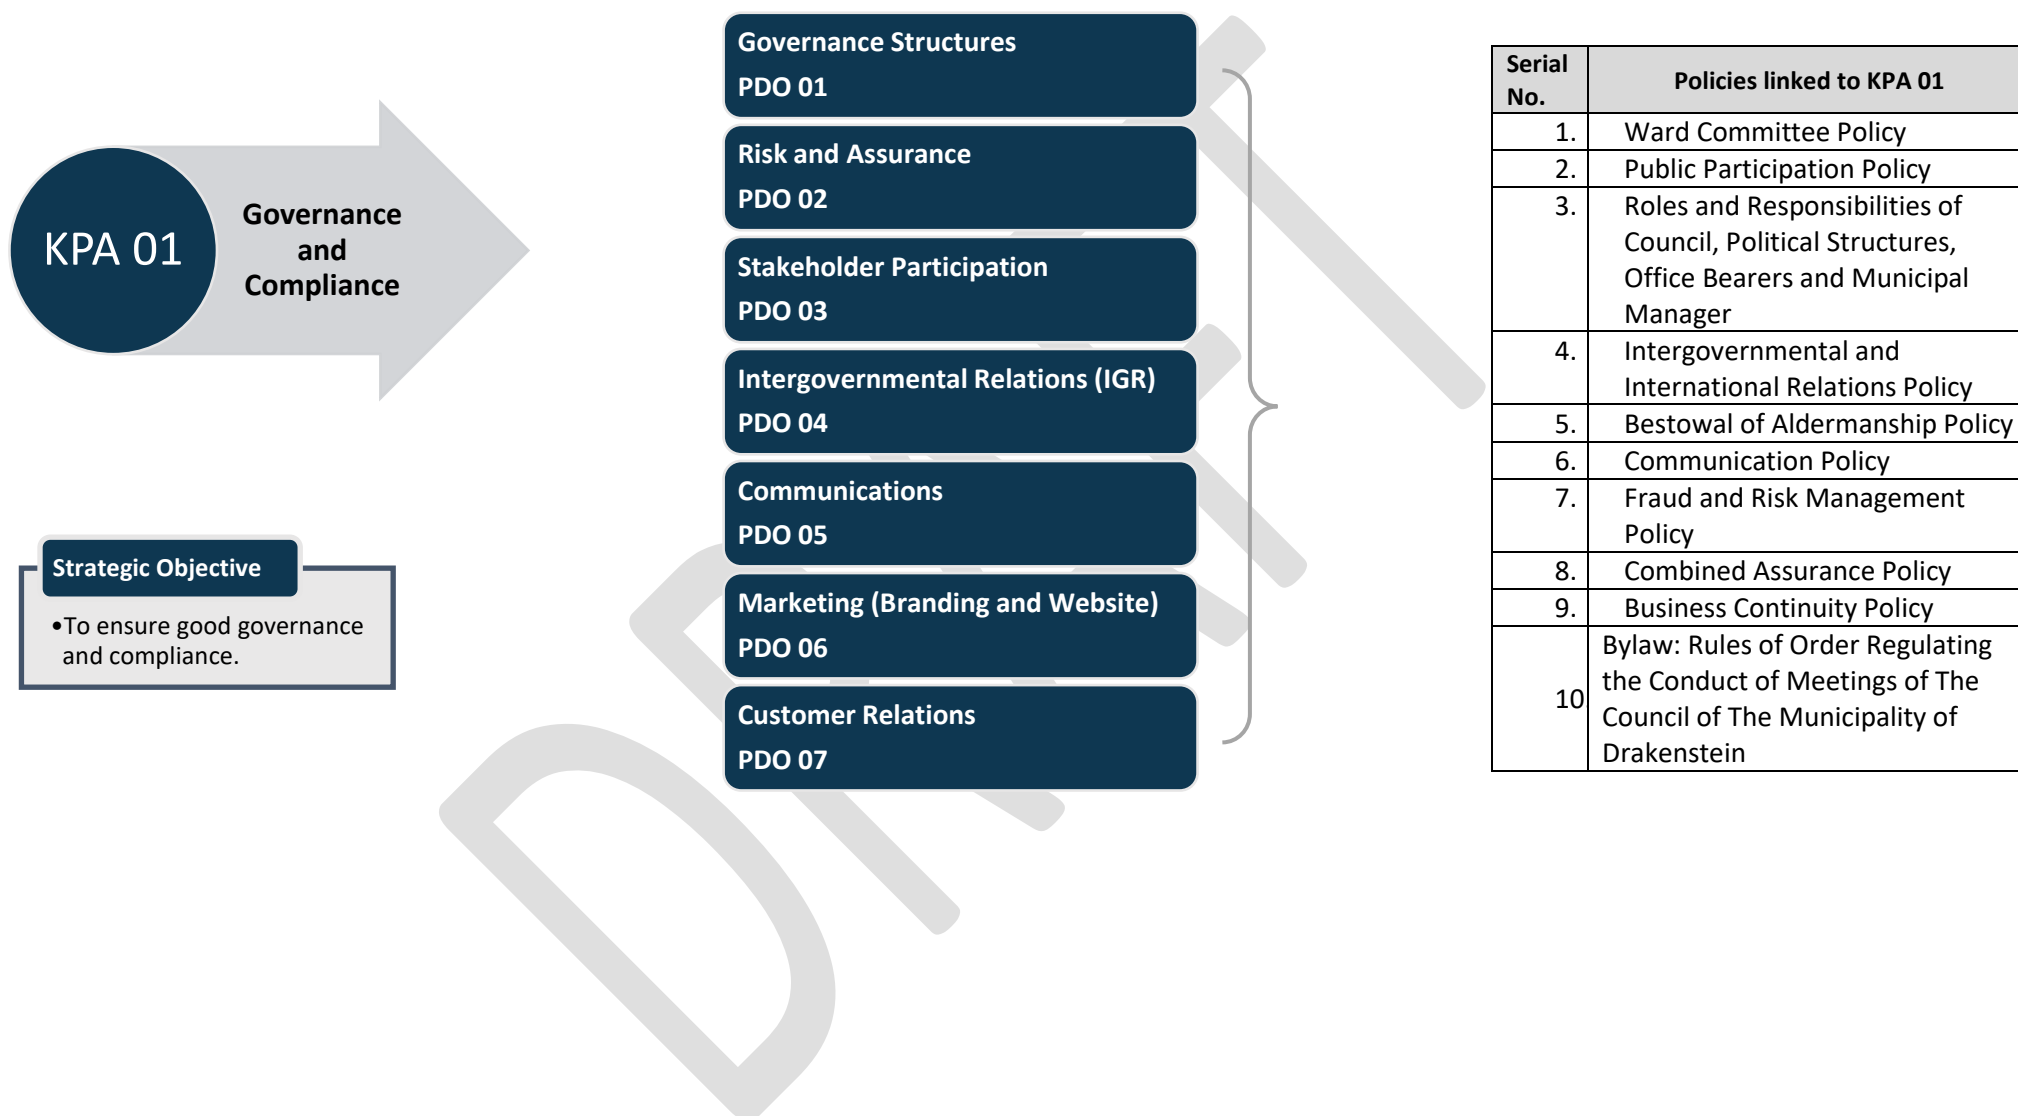 KPA 01
Governance
and
Compliance
Strategic Objective
•To ensure good governance
and compliance.
Governance Structures
PDO 01
Risk and Assurance
PDO 02
Stakeholder Participation
PDO 03
Intergovernmental Relations (IGR)
PDO 04
Communications
PDO 05
Marketing (Branding and Website)
PDO 06
Customer Relations
PDO 07
Serial No. Policies linked to KPA 01
1. Ward Committee Policy
2. Public Participation Policy
3. Roles and Responsibilities of
Council, Political Structures,
Office Bearers and Municipal
Manager
4. Intergovernmental and
International Relations Policy
5. Bestowal of Aldermanship Policy
6. Communication Policy
7. Fraud and Risk Management
Policy
8. Combined Assurance Policy
9. Business Continuity Policy
10 Bylaw: Rules of Order Regulating
the Conduct of Meetings of The
Council of The Municipality of
Drakenstein
DRAFT